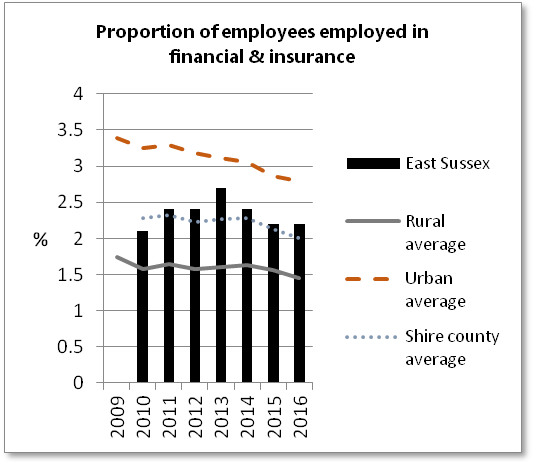 Proportion of employees employed in
financial & insurance
4
3.5
3
2.5
2
1.5
1
0.5
0
%
2009
2010
2011
2012
2013
2014
2015
2016
East Sussex
Rural
average
Urban
average
Shire county
average